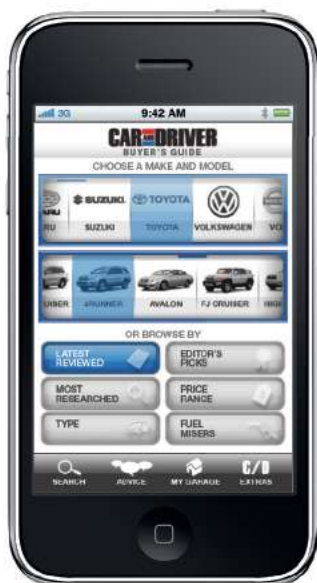 3G 9:42 AM
CAR AND DRIVER
BUYER'S GUIDE
CHOOSE A MAKE AND MODEL
SUZUKI TOYOTA
RU SUZUKI TOYOTA VOLKSWAGEN VO
UISER 4RUNNER AVALON FJ CRUISER HIGH
OR BROWSE BY
LATEST REVIEWED
EDITOR'S PICKS
MOST RESEARCHED
PRICE RANGE
TYPE
FUEL MISERS
SEARCH ADVICE MY GARAGE C/D EXTRAS